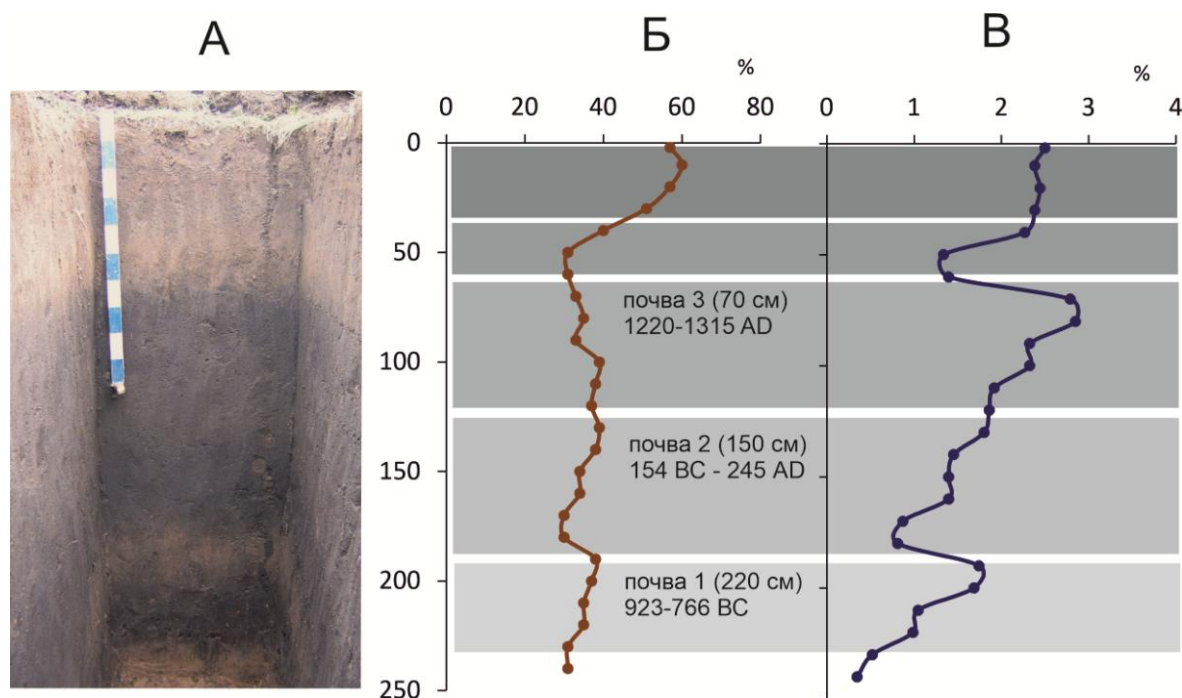 А
Б
В
%
%
0 20 40 60 80
0 1 2 3 4
0
50
100
150
200
250
почва 3 (70 см)
1220-1315 AD
почва 2 (150 см)
154 BC - 245 AD
почва 1 (220 см)
923-766 BC